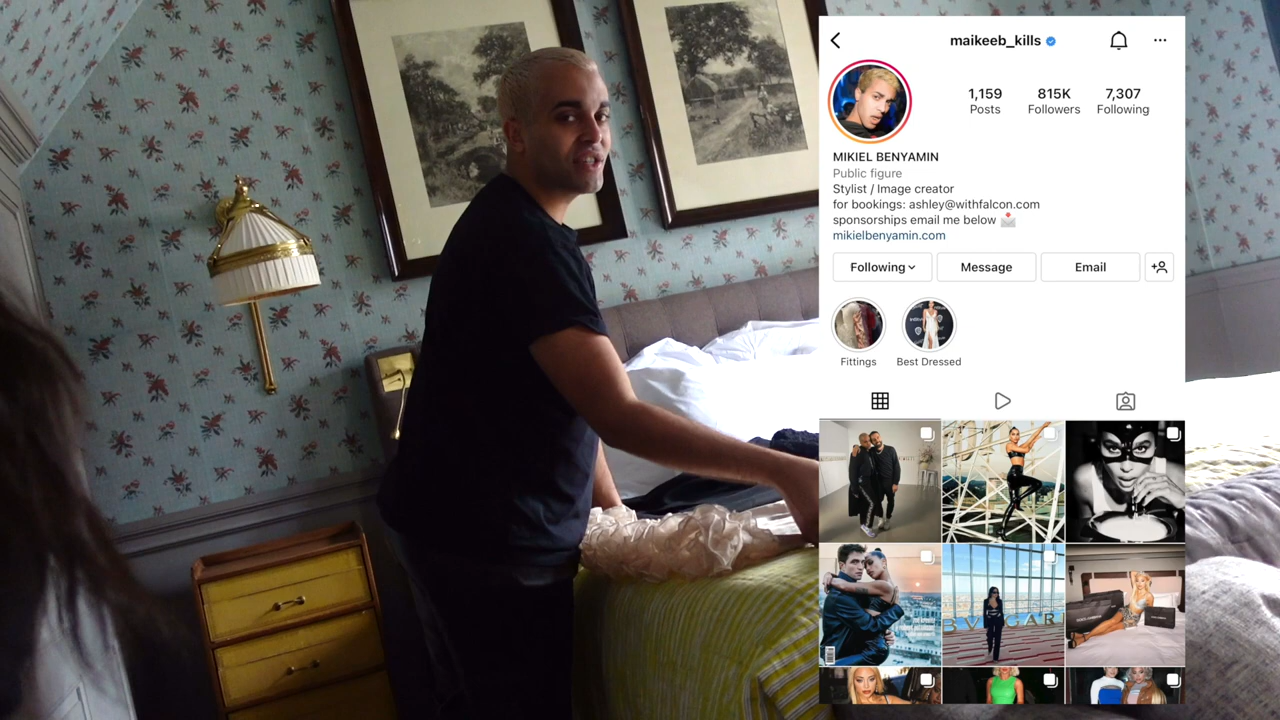 maikeeb_kills
1,159 815K 7,307
Posts Followers Following
MIKIEL BENYAMIN
Public figure
Stylist / Image creator
for bookings: ashley@withfalcon.com
sponsorships email me below
mikielbenyamin.com
Following Message Email
Fittings Best Dressed
BVLGARI